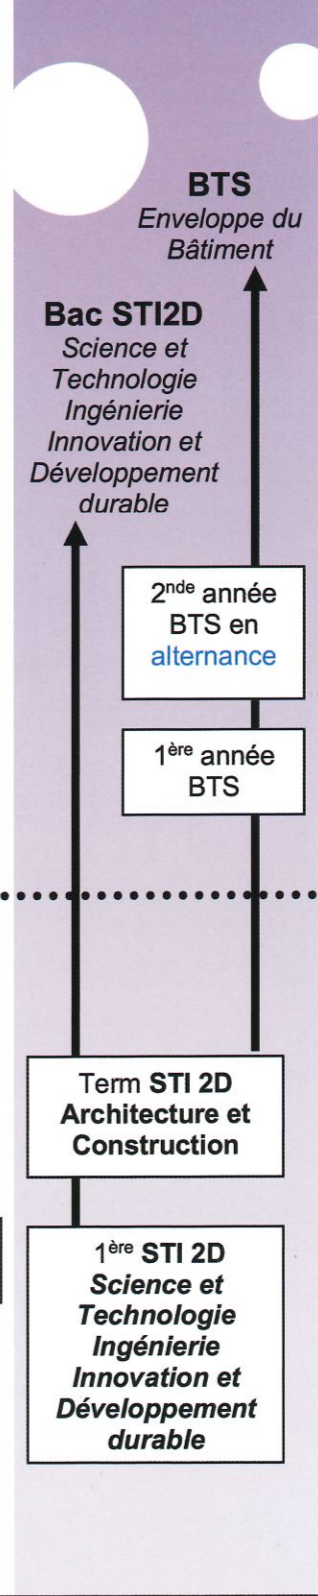 BTS
Enveloppe du
Bâtiment
Bac STI2D
Science et
Technologie
Ingénierie
Innovation et
Développement
durable
2nde année
BTS en
alternance
1ère année
BTS
Term STI 2D
Architecture et
Construction
1ère STI 2D
Science et
Technologie
Ingénierie
Innovation et
Développement
durable